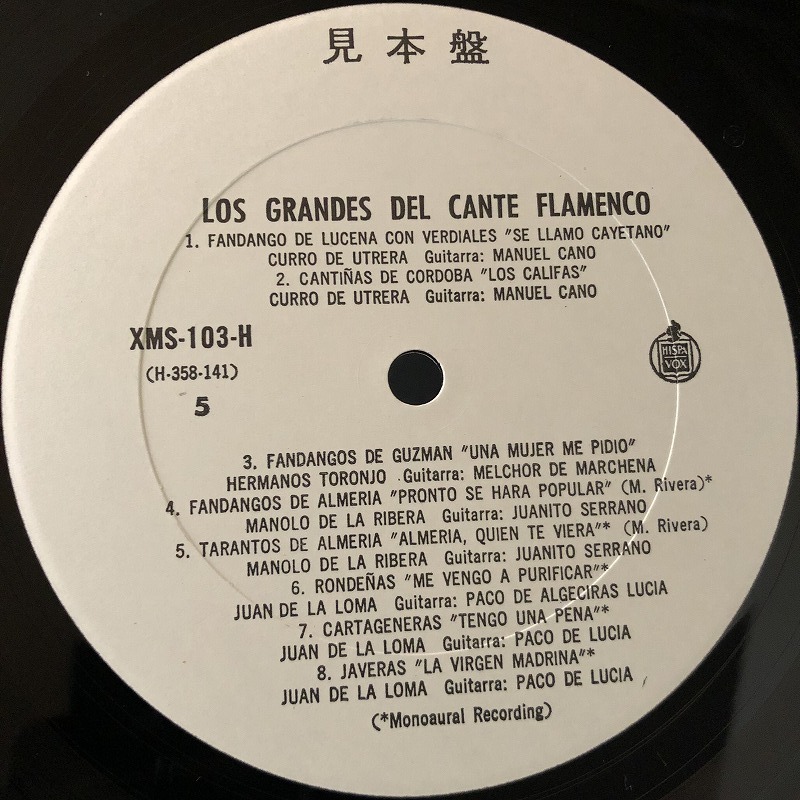 見本盤
LOS GRANDES DEL CANTE FLAMENCO
1. FANDANGO DE LUCENA CON VERDIALES "SE LLAMO CAYETANO"
CURRO DE UTRERA Guitarra: MANUEL CANO
2. CANTIÑAS DE CORDOBA "LOS CALIFAS"
CURRO DE UTRERA Guitarra: MANUEL CANO
XMS-103-H
(H-358-141)
5
HISPA
VOX
3. FANDANGOS DE GUZMAN "UNA MUJER ME PIDIO"
HERMANOS TORONJO Guitarra: MELCHOR DE MARCHENA
4. FANDANGOS DE ALMERIA "PRONTO SE HARA POPULAR" (M. Rivera)*
MANOLO DE LA RIBERA Guitarra: JUANITO SERRANO
5. TARANTOS DE ALMERIA "ALMERIA, QUIEN TE VIERA"* (M. Rivera)
MANOLO DE LA RIBERA Guitarra: JUANITO SERRANO
6. RONDEÑAS "ME VENGO A PURIFICAR"*
JUAN DE LA LOMA Guitarra: PACO DE ALGECIRAS LUCIA
7. CARTAGENERAS "TENGO UNA PENA"*
JUAN DE LA LOMA Guitarra: PACO DE LUCIA
8. JAVERAS "LA VIRGEN MADRINA"*
JUAN DE LA LOMA Guitarra: PACO DE LUCIA
(*Monoaural Recording)